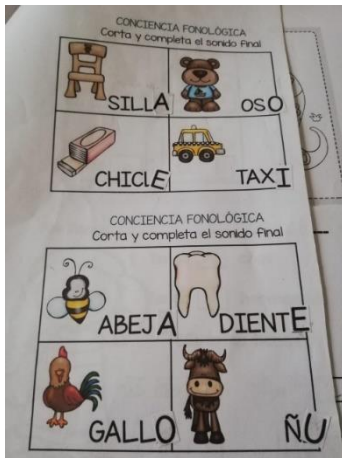 CONCIENCIA FONOLÓGICA
Corta y completa el sonido final
SILLA OSO
CHICLE TAXI
CONCIENCIA FONOLÓGICA
Corta y completa el sonido final
ABEJA DIENTE
GALLO ÑU